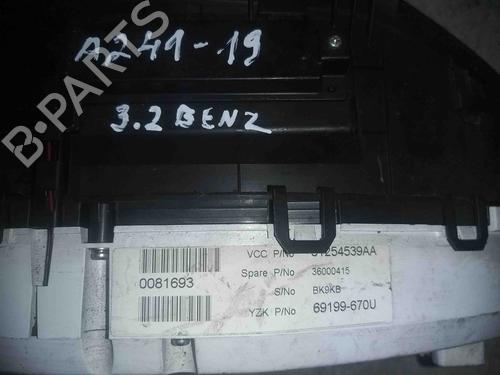 A241-19
3.2 BENZ
B-PARTS
VCC P/No 31254539AA
0081693
Spare P/No 36000415
S/No BK9KB
YZK P/No 69199-670U